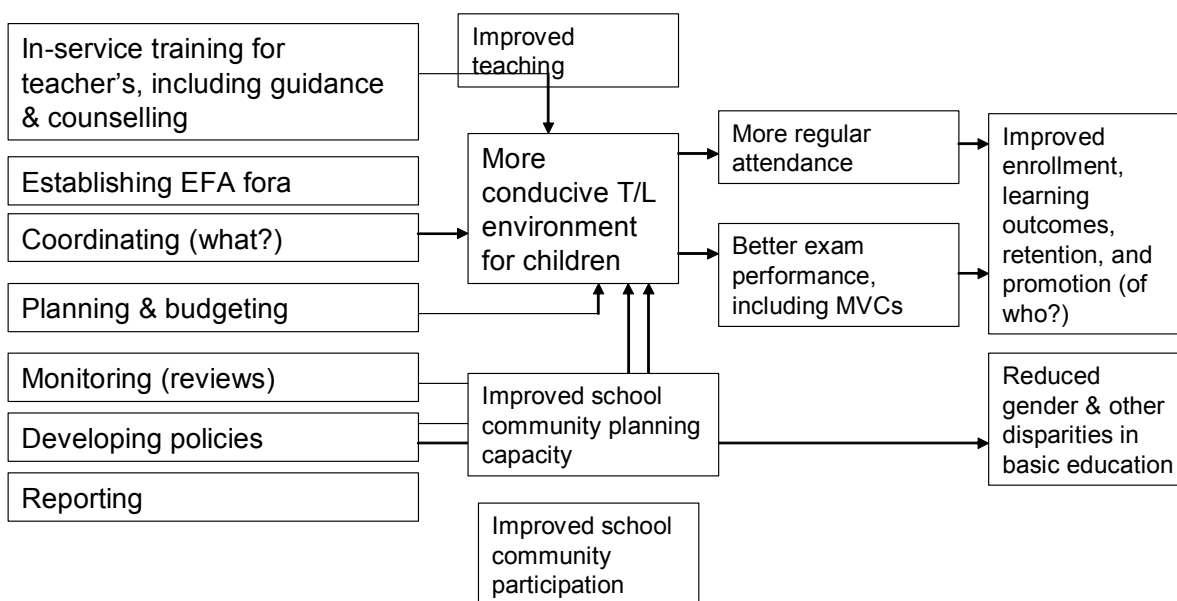 In-service training for
teacher's, including guidance
& counselling
Establishing EFA fora
Coordinating (what?)
Planning & budgeting
Monitoring (reviews)
Developing policies
Reporting
Improved
teaching
More
conducive T/L
environment
for children
Improved school
community planning
capacity
Improved school
community
participation
More regular
attendance
Better exam
performance,
including MVCs
Improved
enrollment,
learning
outcomes,
retention, and
promotion (of
who?)
Reduced
gender & other
disparities in
basic education